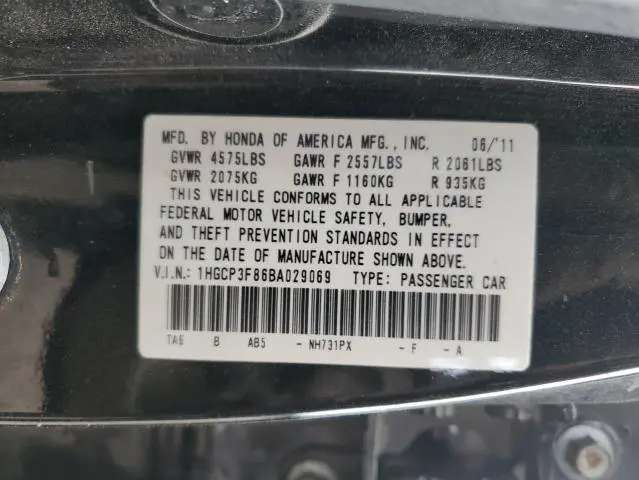 MFD. BY HONDA OF AMERICA MFG., INC. 06/'11
GVWR 4575LBS GAWR F 2557LBS R 2061LBS
GVWR 2075KG GAWR F 1160KG R 935KG
THIS VEHICLE CONFORMS TO ALL APPLICABLE
FEDERAL MOTOR VEHICLE SAFETY, BUMPER,
AND THEFT PREVENTION STANDARDS IN EFFECT
ON THE DATE OF MANUFACTURE SHOWN ABOVE.
V.I.N.: 1HGCP3F86BA029069 TYPE: PASSENGER CAR
TA6 B AB5 - NH731PX - F - A